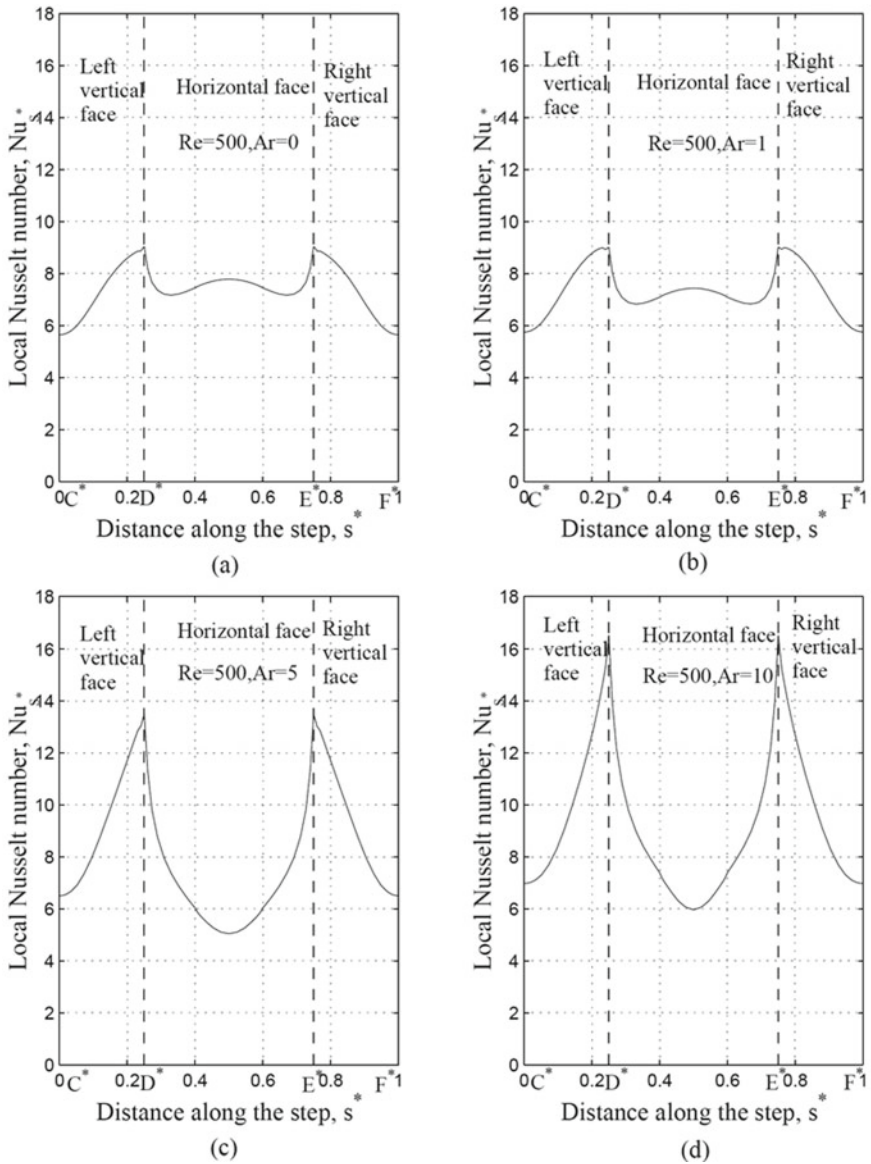 18
16
14
12
10
8
6
4
2
0
Local Nusselt number, Nu*
Left vertical face
Horizontal face
Right vertical face
Re=500,Ar=0
0 C* 0.2 D* 0.4 0.6 E* 0.8 F* 1
Distance along the step, s*
(a)
18
16
14
12
10
8
6
4
2
0
Local Nusselt number, Nu*
Left vertical face
Horizontal face
Right vertical face
Re=500,Ar=1
0 C* 0.2 D* 0.4 0.6 E* 0.8 F* 1
Distance along the step, s*
(b)
18
16
14
12
10
8
6
4
2
0
Local Nusselt number, Nu*
Left vertical face
Horizontal face
Right vertical face
Re=500,Ar=5
0 C* 0.2 D* 0.4 0.6 E* 0.8 F* 1
Distance along the step, s*
(c)
18
16
14
12
10
8
6
4
2
0
Local Nusselt number, Nu*
Left vertical face
Horizontal face
Right vertical face
Re=500,Ar=10
0 C* 0.2 D* 0.4 0.6 E* 0.8 F* 1
Distance along the step, s*
(d)